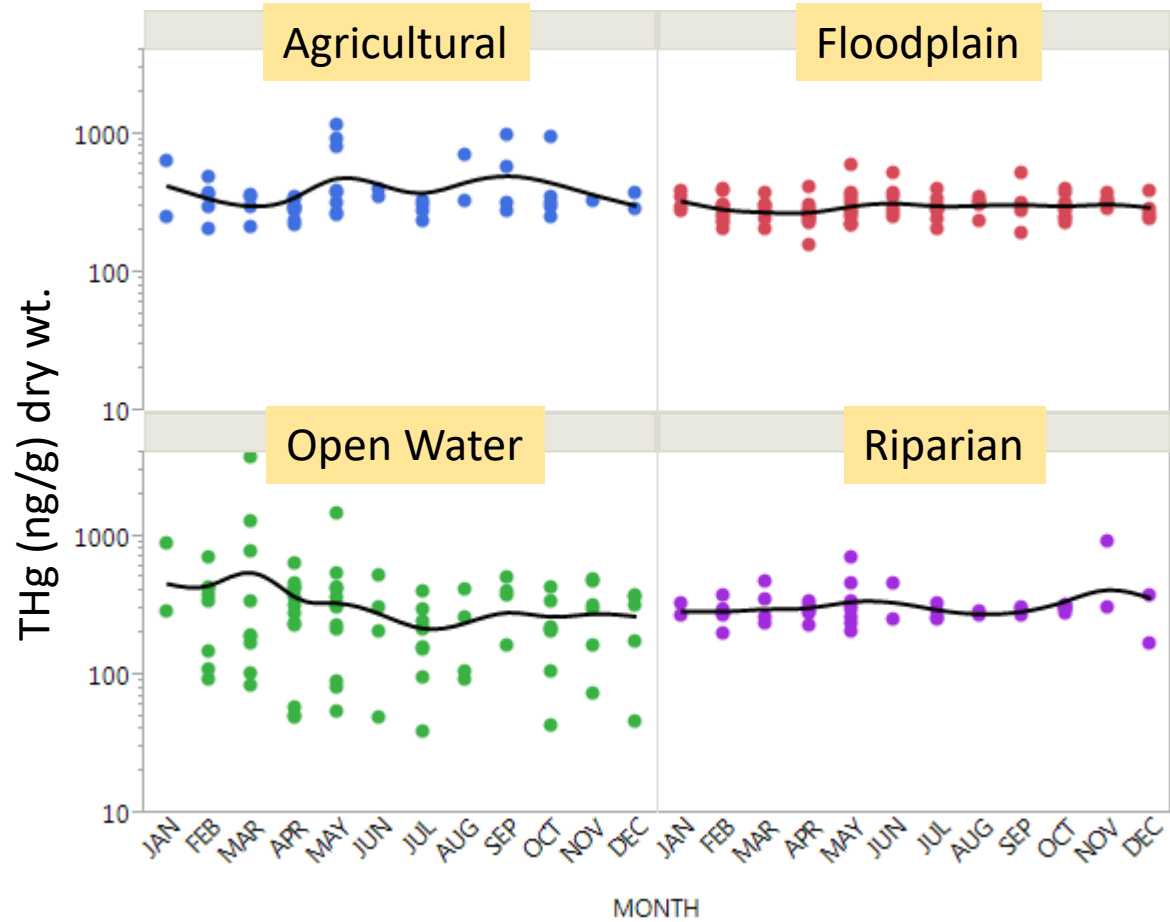 Agricultural
Floodplain
1000
100
10
Open Water
Riparian
1000
100
10
THg (ng/g) dry wt.
JAN FEB MAR APR MAY JUN JUL AUG SEP OCT NOV DEC
JAN FEB MAR APR MAY JUN JUL AUG SEP OCT NOV DEC
MONTH